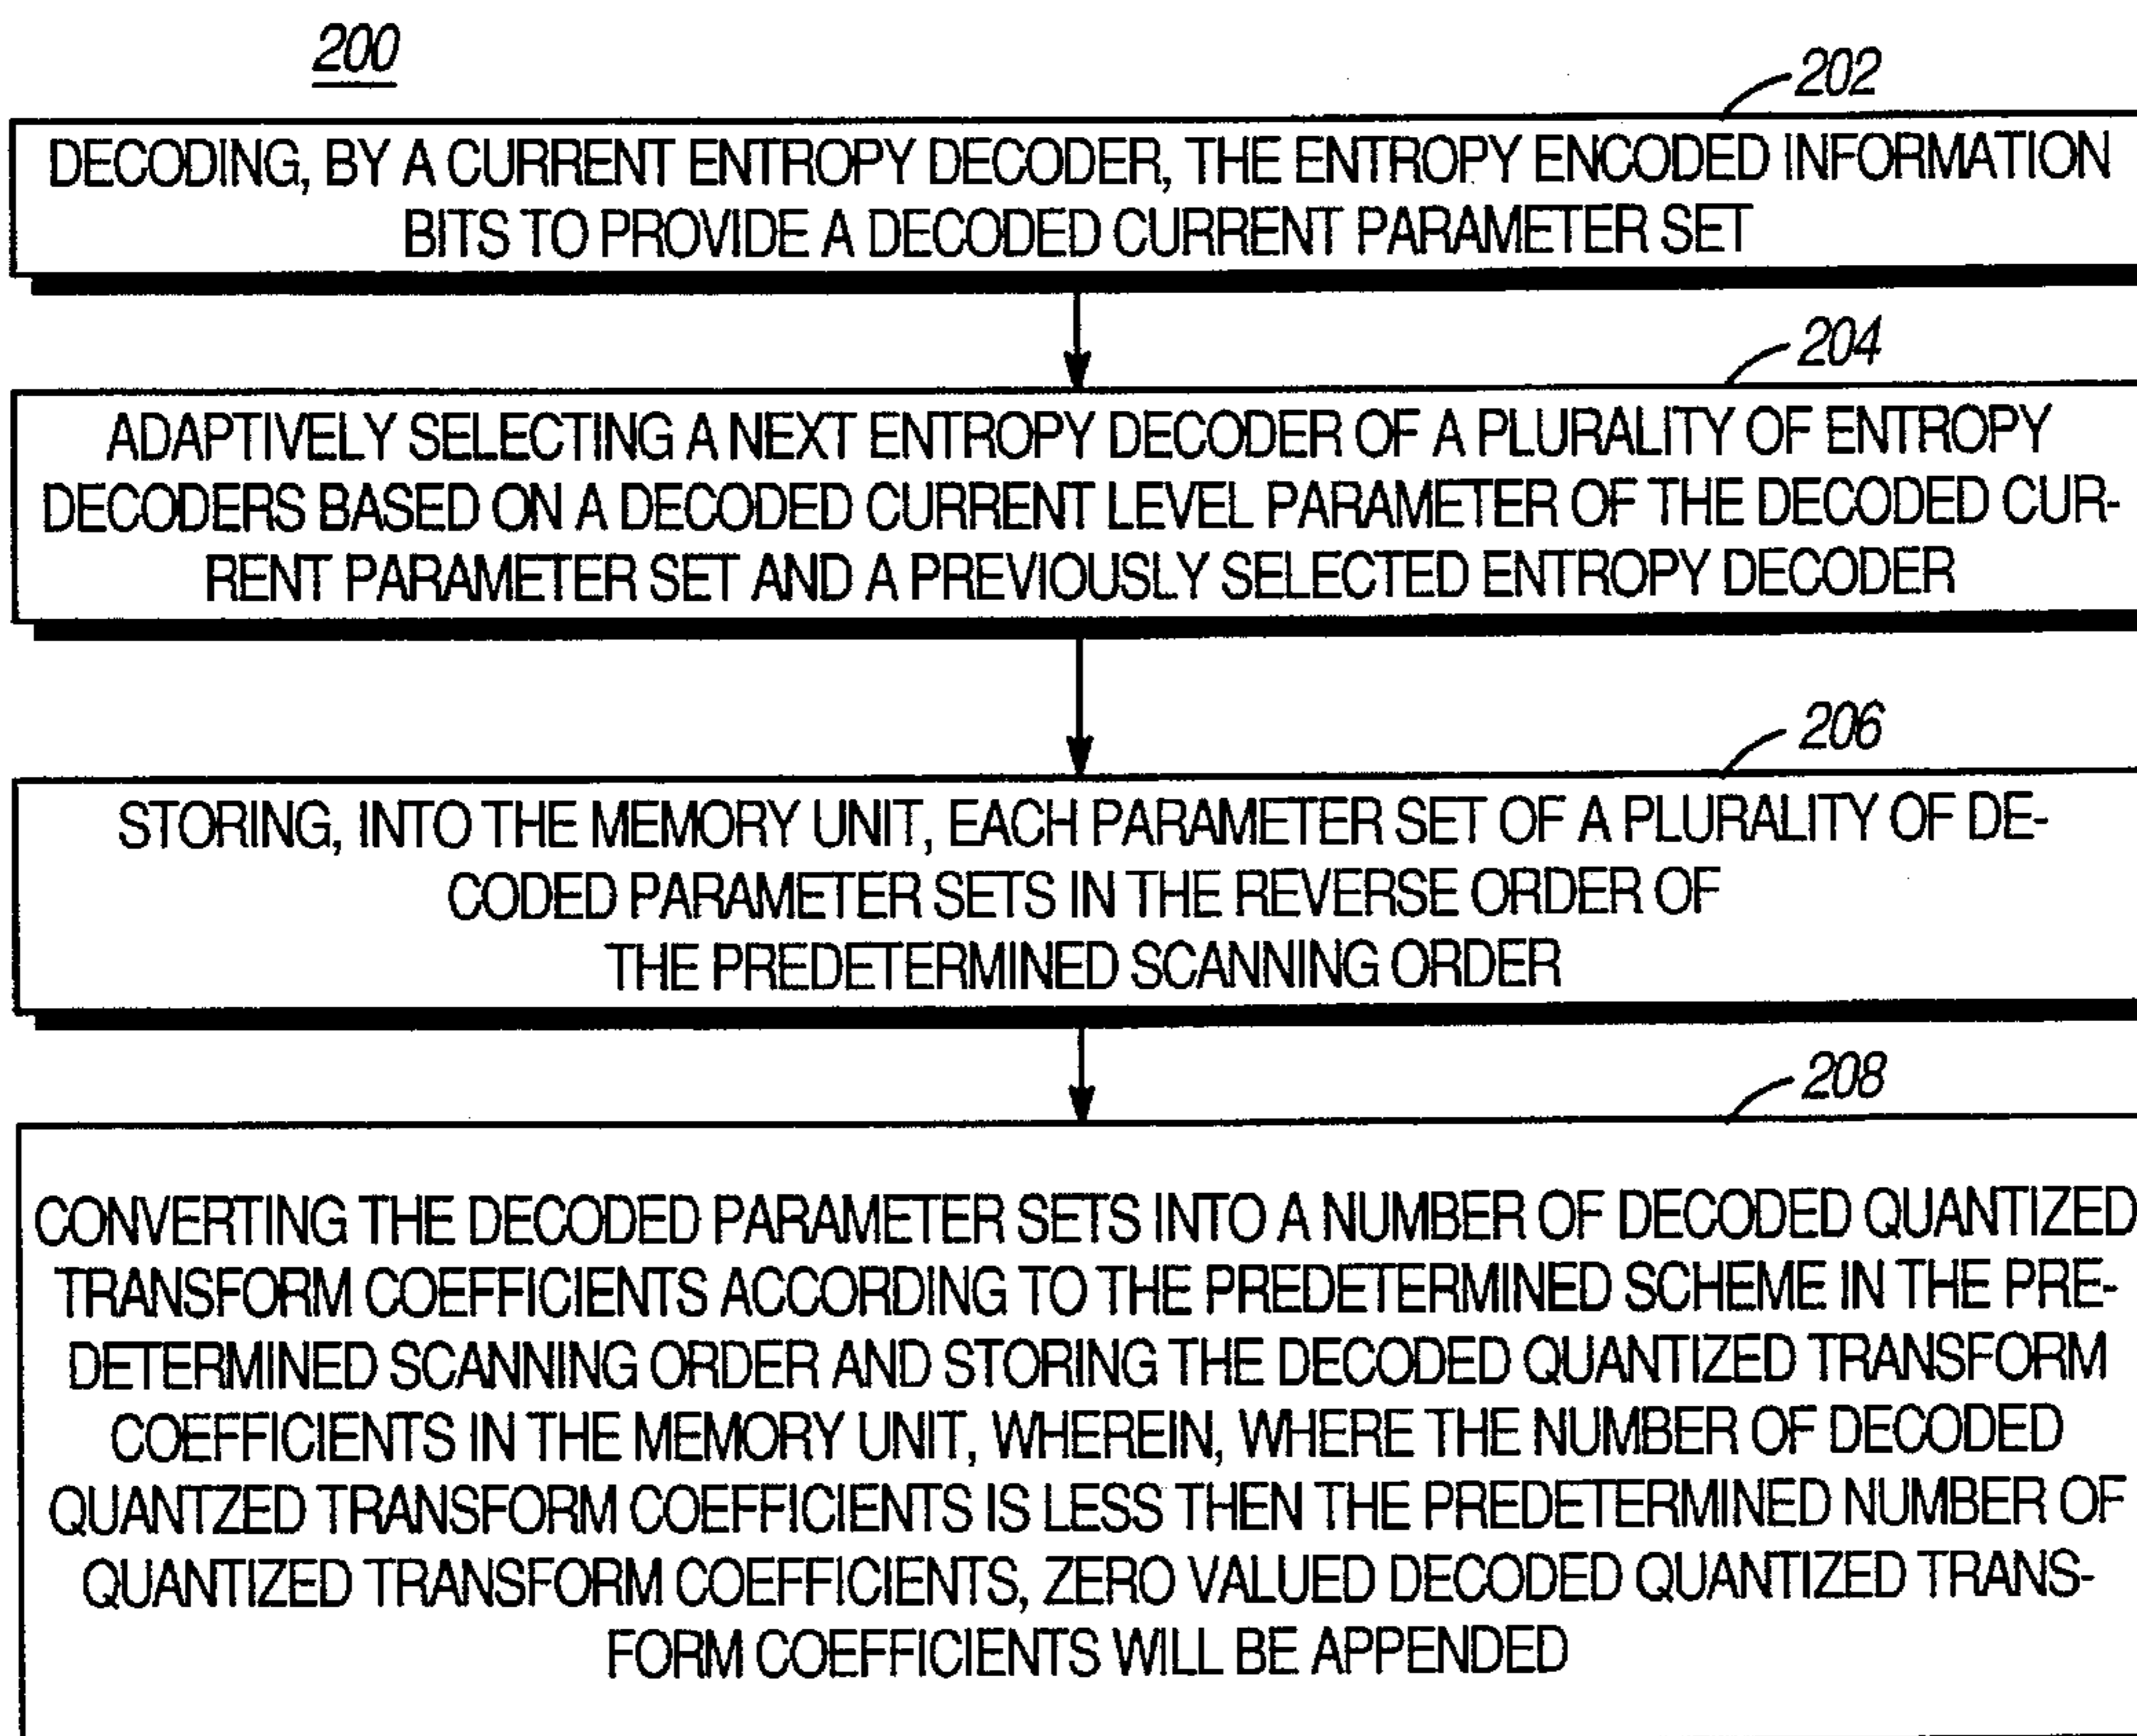 200
202
DECODING, BY A CURRENT ENTROPY DECODER, THE ENTROPY ENCODED INFORMATION
BITS TO PROVIDE A DECODED CURRENT PARAMETER SET
204
ADAPTIVELY SELECTING A NEXT ENTROPY DECODER OF A PLURALITY OF ENTROPY
DECODERS BASED ON A DECODED CURRENT LEVEL PARAMETER OF THE DECODED CUR-
RENT PARAMETER SET AND A PREVIOUSLY SELECTED ENTROPY DECODER
206
STORING, INTO THE MEMORY UNIT, EACH PARAMETER SET OF A PLURALITY OF DE-
CODED PARAMETER SETS IN THE REVERSE ORDER OF
THE PREDETERMINED SCANNING ORDER
208
CONVERTING THE DECODED PARAMETER SETS INTO A NUMBER OF DECODED QUANTIZED
TRANSFORM COEFFICIENTS ACCORDING TO THE PREDETERMINED SCHEME IN THE PRE-
DETERMINED SCANNING ORDER AND STORING THE DECODED QUANTIZED TRANSFORM
COEFFICIENTS IN THE MEMORY UNIT, WHEREIN, WHERE THE NUMBER OF DECODED
QUANTZED TRANSFORM COEFFICIENTS IS LESS THEN THE PREDETERMINED NUMBER OF
QUANTIZED TRANSFORM COEFFICIENTS, ZERO VALUED DECODED QUANTIZED TRANS-
FORM COEFFICIENTS WILL BE APPENDED